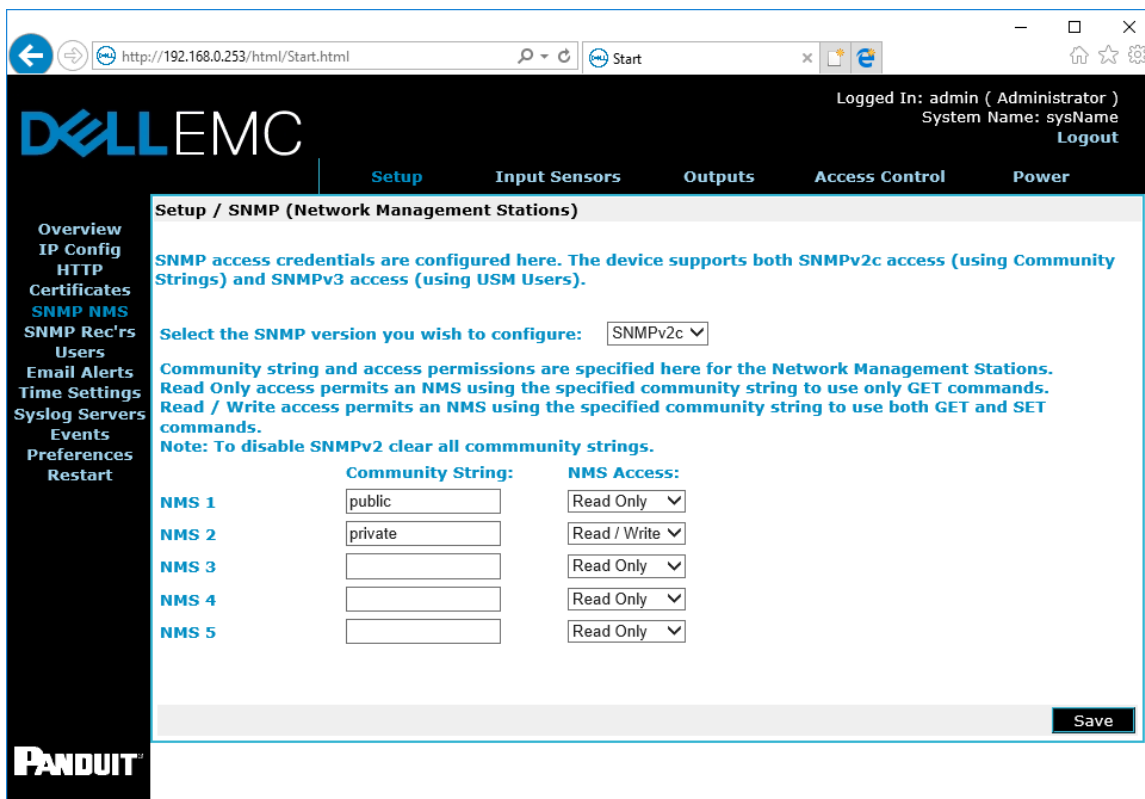 http://192.168.0.253/html/Start.html
Start
DELLEMC
Logged In: admin ( Administrator )
System Name: sysName
Logout
Setup Input Sensors Outputs Access Control Power
Overview
IP Config
HTTP
Certificates
SNMP NMS
SNMP Rec'rs
Users
Email Alerts
Time Settings
Syslog Servers
Events
Preferences
Restart
Setup / SNMP (Network Management Stations)
SNMP access credentials are configured here. The device supports both SNMPv2c access (using Community
Strings) and SNMPv3 access (using USM Users).
Select the SNMP version you wish to configure: SNMPv2c
Community string and access permissions are specified here for the Network Management Stations.
Read Only access permits an NMS using the specified community string to use only GET commands.
Read / Write access permits an NMS using the specified community string to use both GET and SET
commands.
Note: To disable SNMPv2 clear all commmunity strings.
Community String: NMS Access:
NMS 1 public Read Only
NMS 2 private Read / Write
NMS 3 Read Only
NMS 4 Read Only
NMS 5 Read Only
Save
PANDUIT